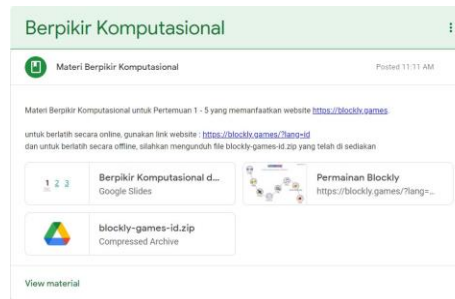 Berpikir Komputasional
Materi Berpikir Komputasional
Posted 11:11 AM
Materi Berpikir Komputasional untuk Pertemuan 1 - 5 yang memanfaatkan website https://blockly.games.
untuk berlatih secara online, gunakan link website : https://blockly.games/?lang=id
dan untuk berlatih secara offline, silahkan mengunduh file blockly-games-id.zip yang telah di sediakan
1 2 3
Berpikir Komputasional d...
Google Slides
Permainan Blockly
https://blockly.games/?lang=...
blockly-games-id.zip
Compressed Archive
View material